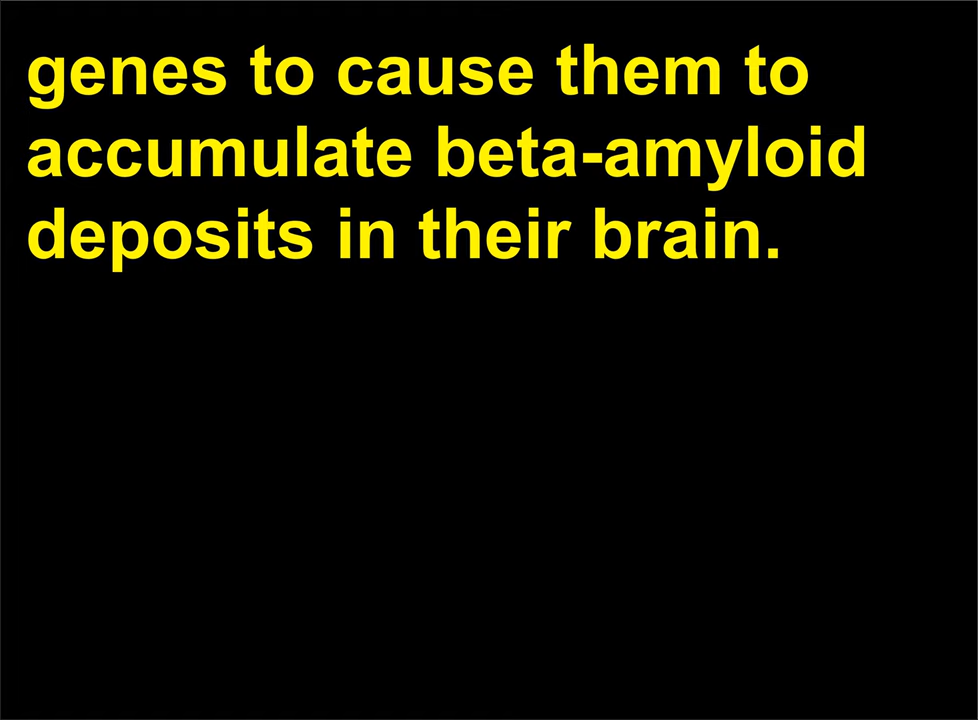 genes to cause them to
accumulate beta-amyloid
deposits in their brain.